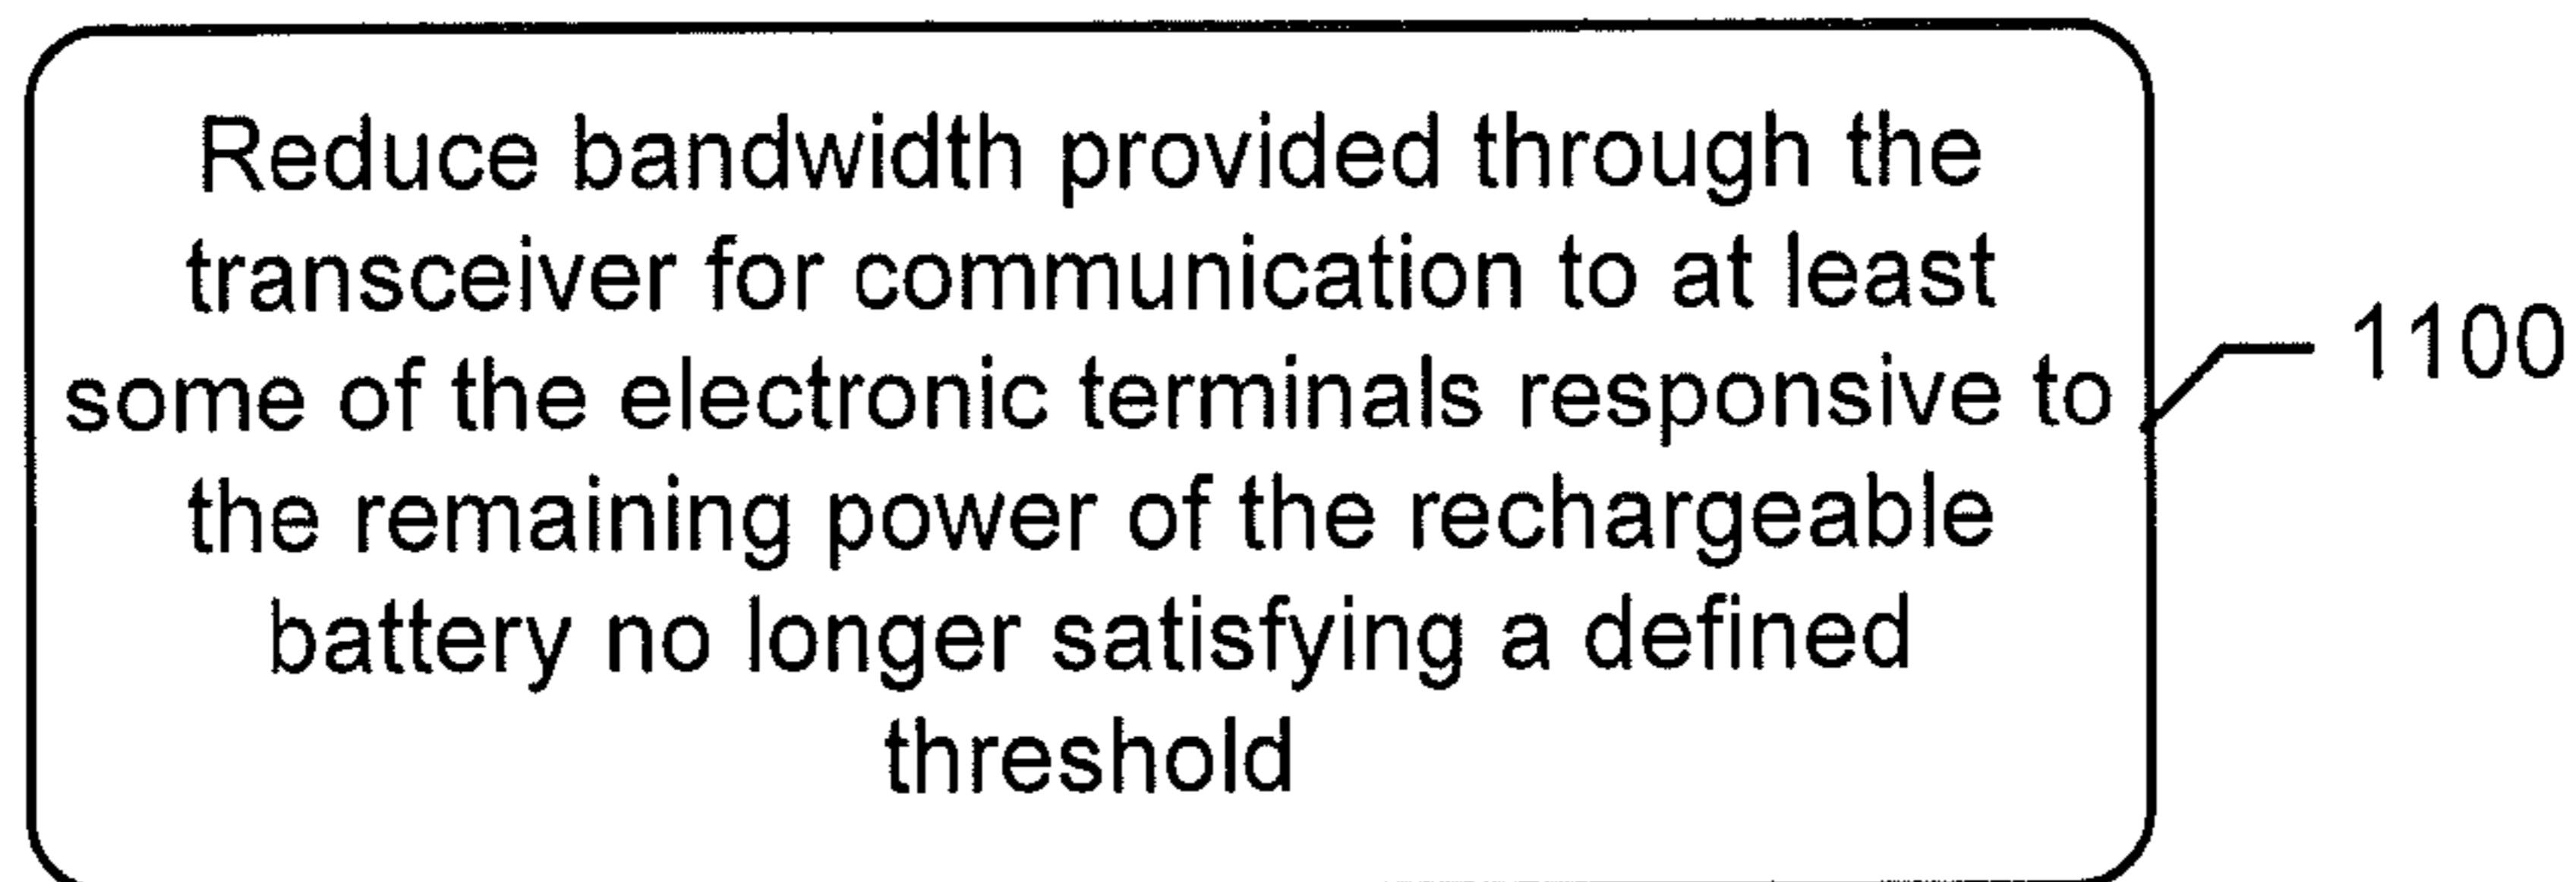 Reduce bandwidth provided through the
transceiver for communication to at least
some of the electronic terminals responsive to
the remaining power of the rechargeable
battery no longer satisfying a defined
threshold
1100